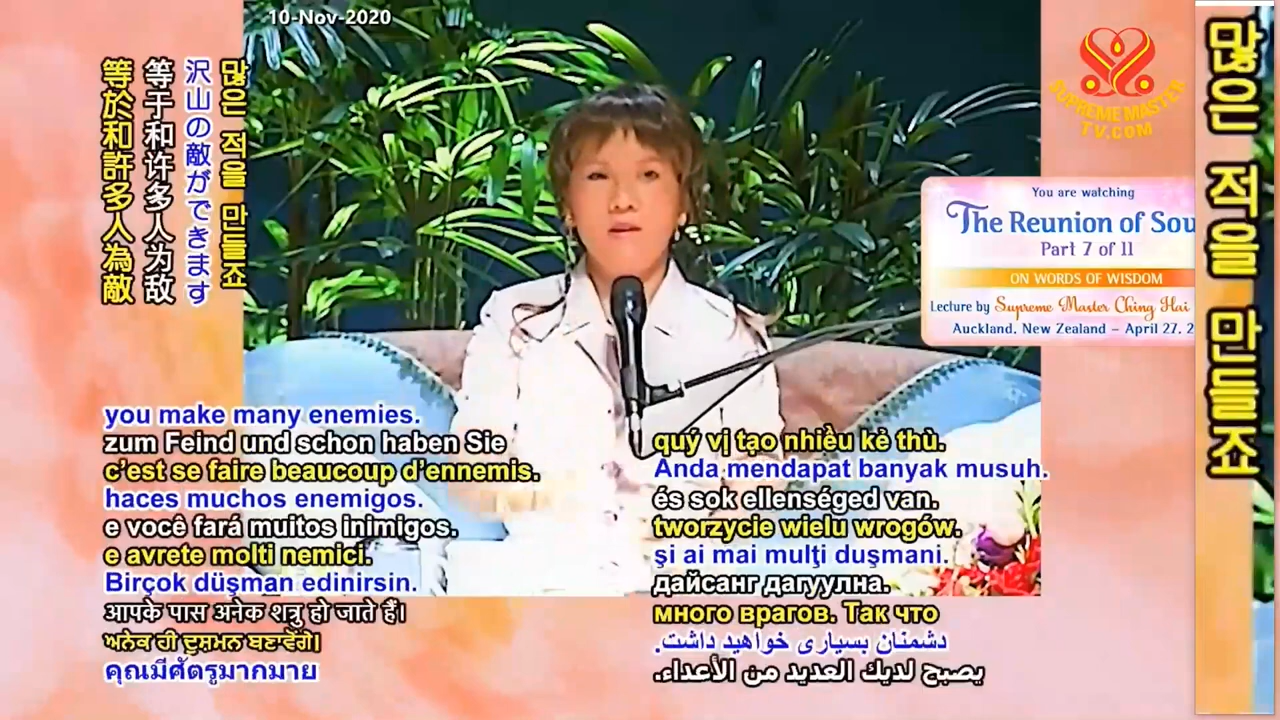 10-Nov-2020
SUPREME MASTER
TV.COM
많은 적을 만들죠
沢山の敵ができます
等于和许多人为敌
等於和許多人為敵
많은 적을 만들죠
You are watching
The Reunion of Sou
Part 7 of 11
ON WORDS OF WISDOM
Lecture by Supreme Master Ching Hai
Auckland, New Zealand – April 27, 2
you make many enemies.
zum Feind und schon haben Sie
c’est se faire beaucoup d’ennemis.
haces muchos enemigos.
e você fará muitos inimigos.
e avrete molti nemici.
Birçok düşman edinirsin.
आपके पास अनेक शत्रु हो जाते हैं।
ਅਨੇਕ ਹੀ ਦੁਸ਼ਮਨ ਬਣਾਵੋਂਗੇ।
คุณมีศัตรูมากมาย
quý vị tạo nhiều kẻ thù.
Anda mendapat banyak musuh.
és sok ellenséged van.
tworzycie wielu wrogów.
şi ai mai mulţi duşmani.
дайсанг дагуулна.
много врагов. Так что
دشمنان بسیاری خواهید داشت.
يصبح لديك العديد من الأعداء.